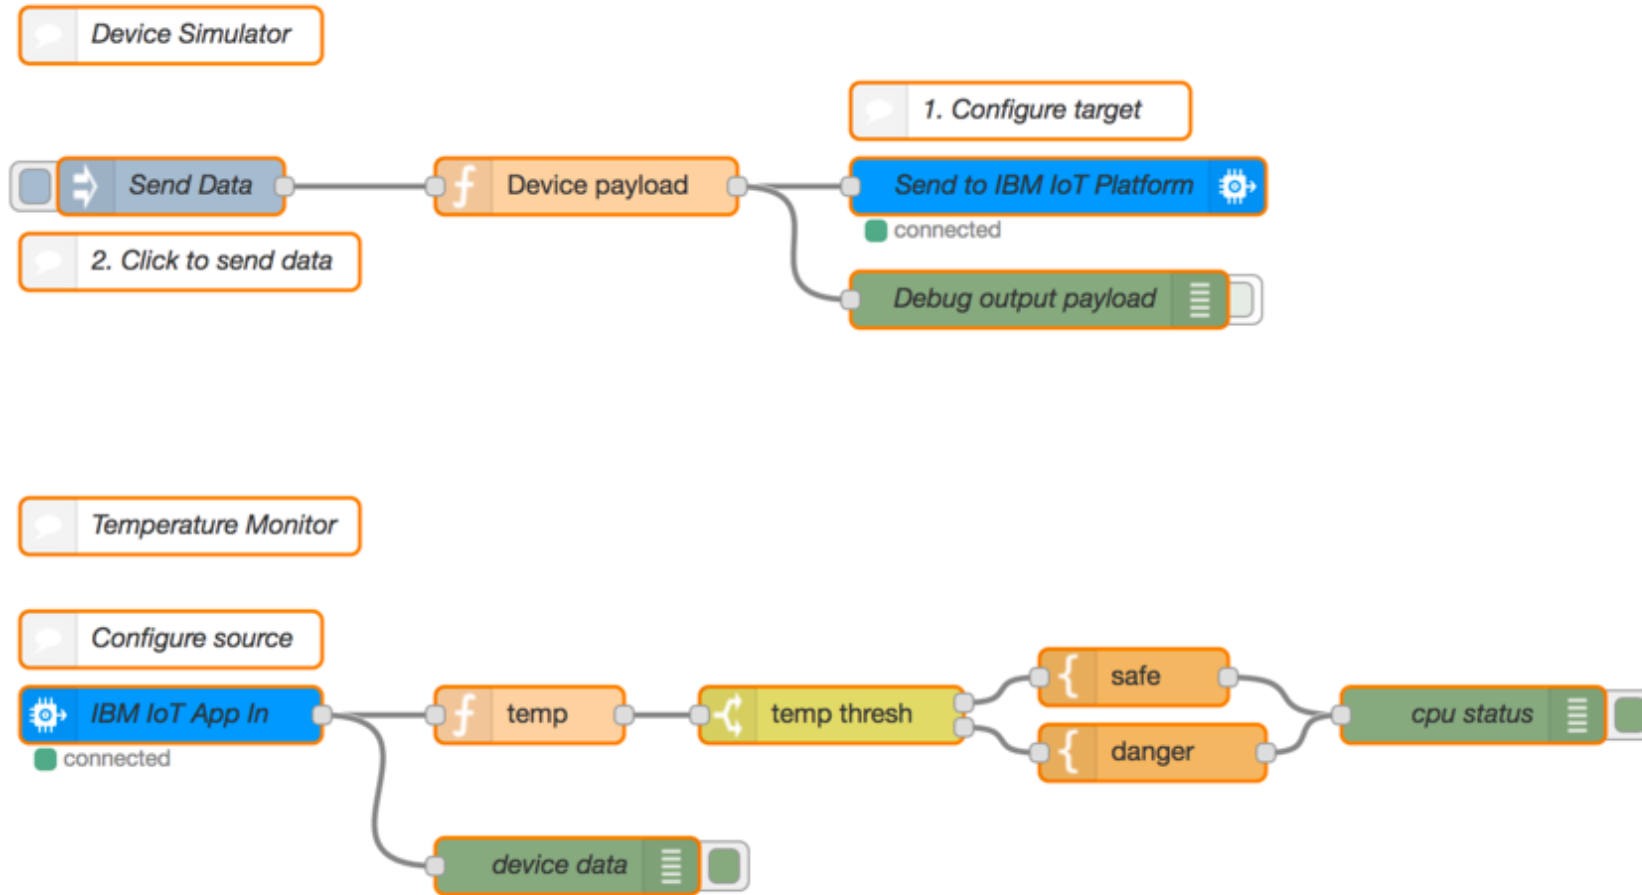 Device Simulator
1. Configure target
Send Data
Device payload
Send to IBM IoT Platform
connected
2. Click to send data
Debug output payload
Temperature Monitor
Configure source
IBM IoT App In
connected
temp
temp thresh
safe
danger
cpu status
device data